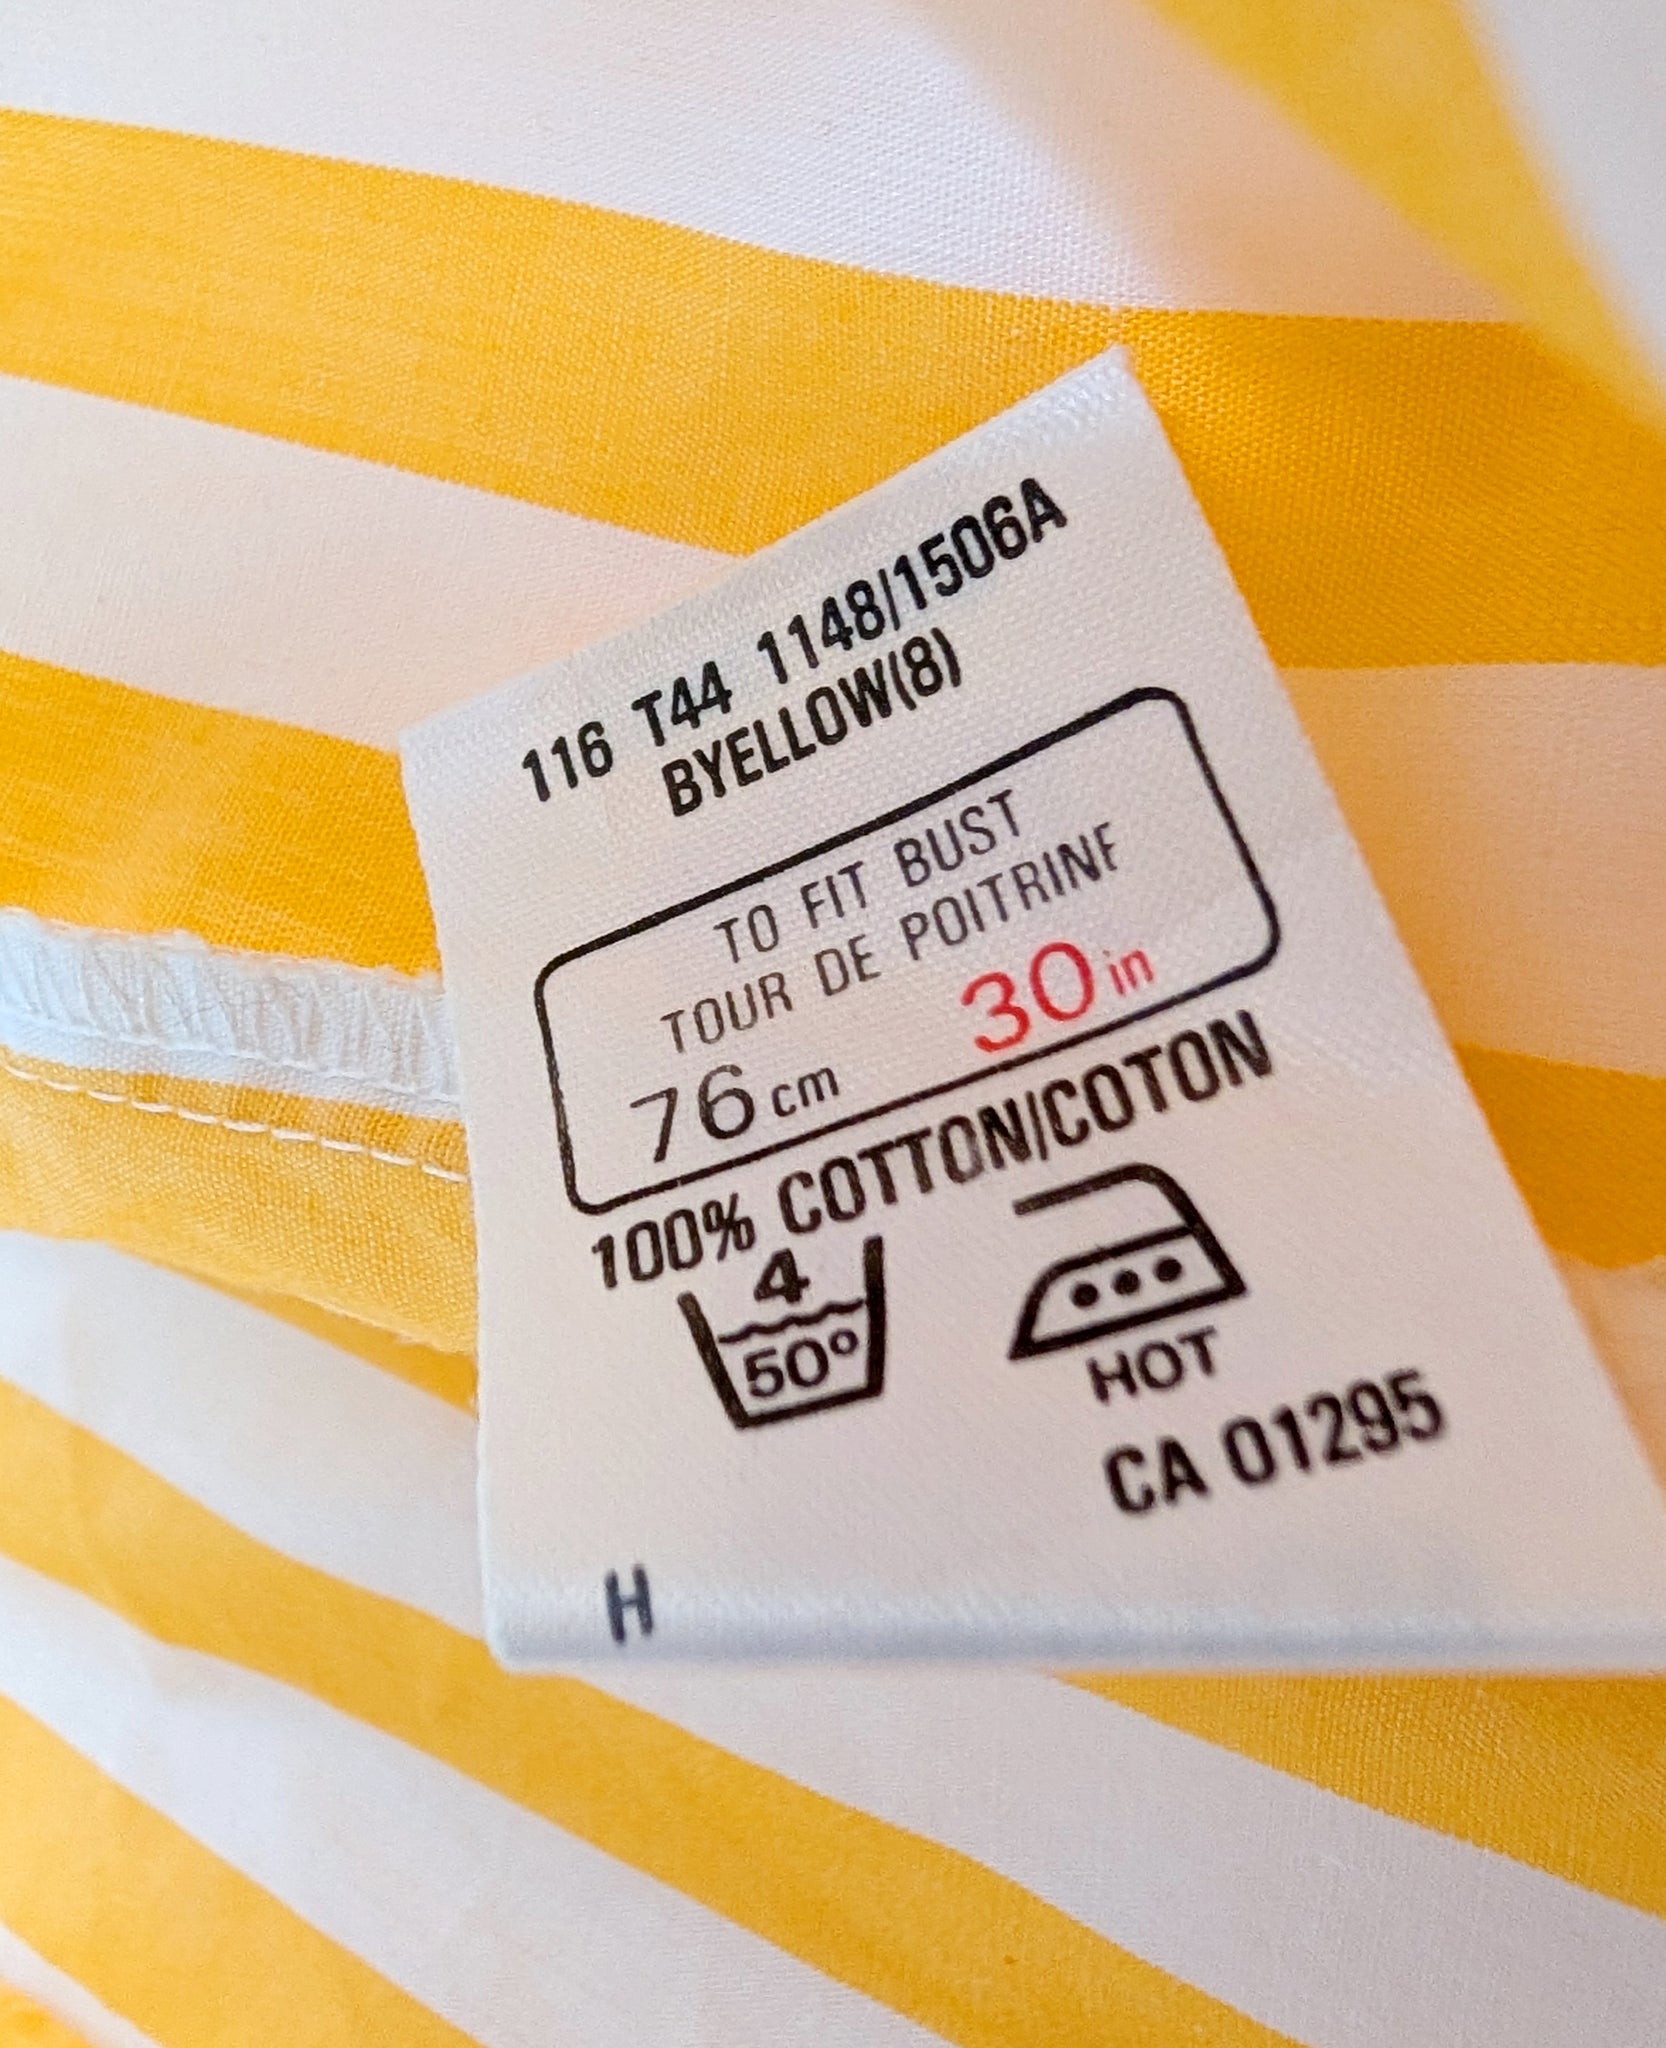 116 T44 1148/1506A
BYELLOW(8)
TO FIT BUST
TOUR DE POITRINE
76 cm 30 in
100% COTTON/COTON
4
50°
HOT
CA 01295
H